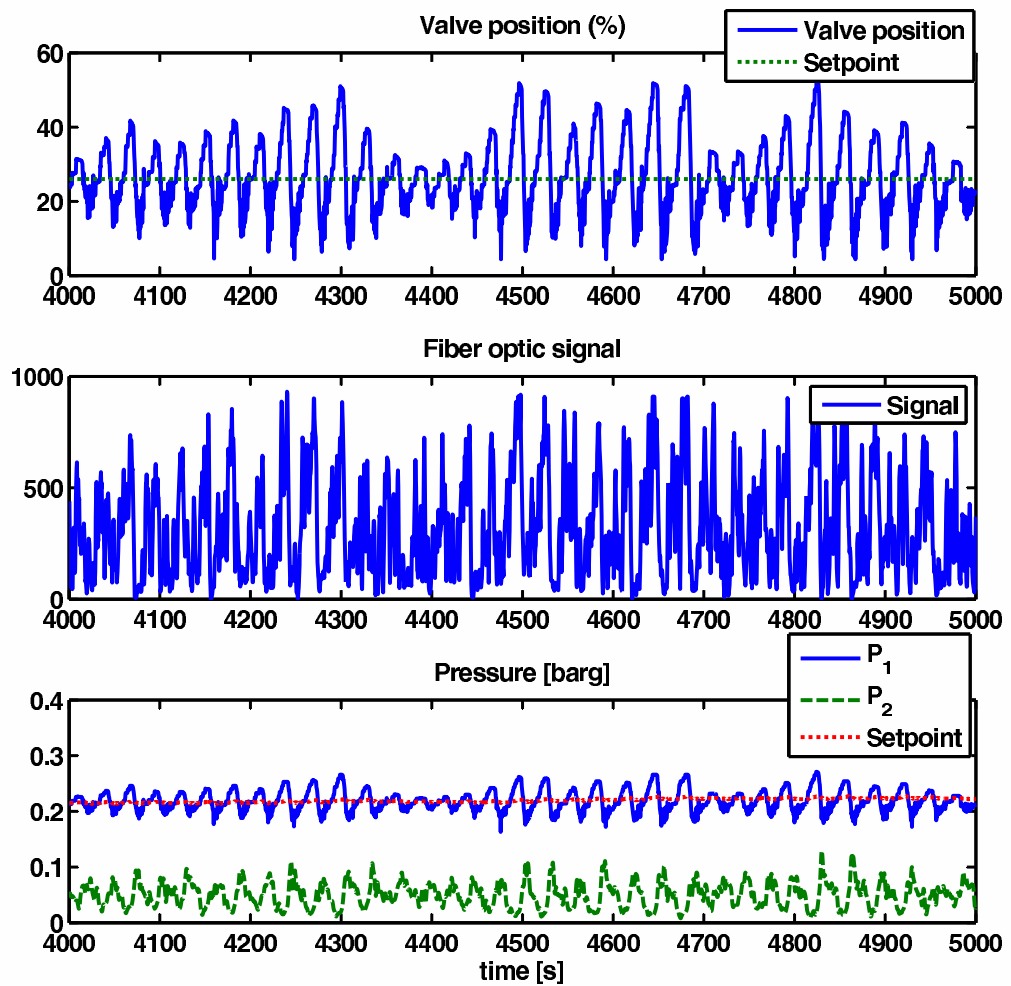 Valve position (%)
Valve position
Setpoint
60
40
20
0
4000 4100 4200 4300 4400 4500 4600 4700 4800 4900 5000
Fiber optic signal
Signal
1000
500
0
4000 4100 4200 4300 4400 4500 4600 4700 4800 4900 5000
Pressure [barg]
P1
P2
Setpoint
0.4
0.3
0.2
0.1
0
4000 4100 4200 4300 4400 4500 4600 4700 4800 4900 5000
time [s]